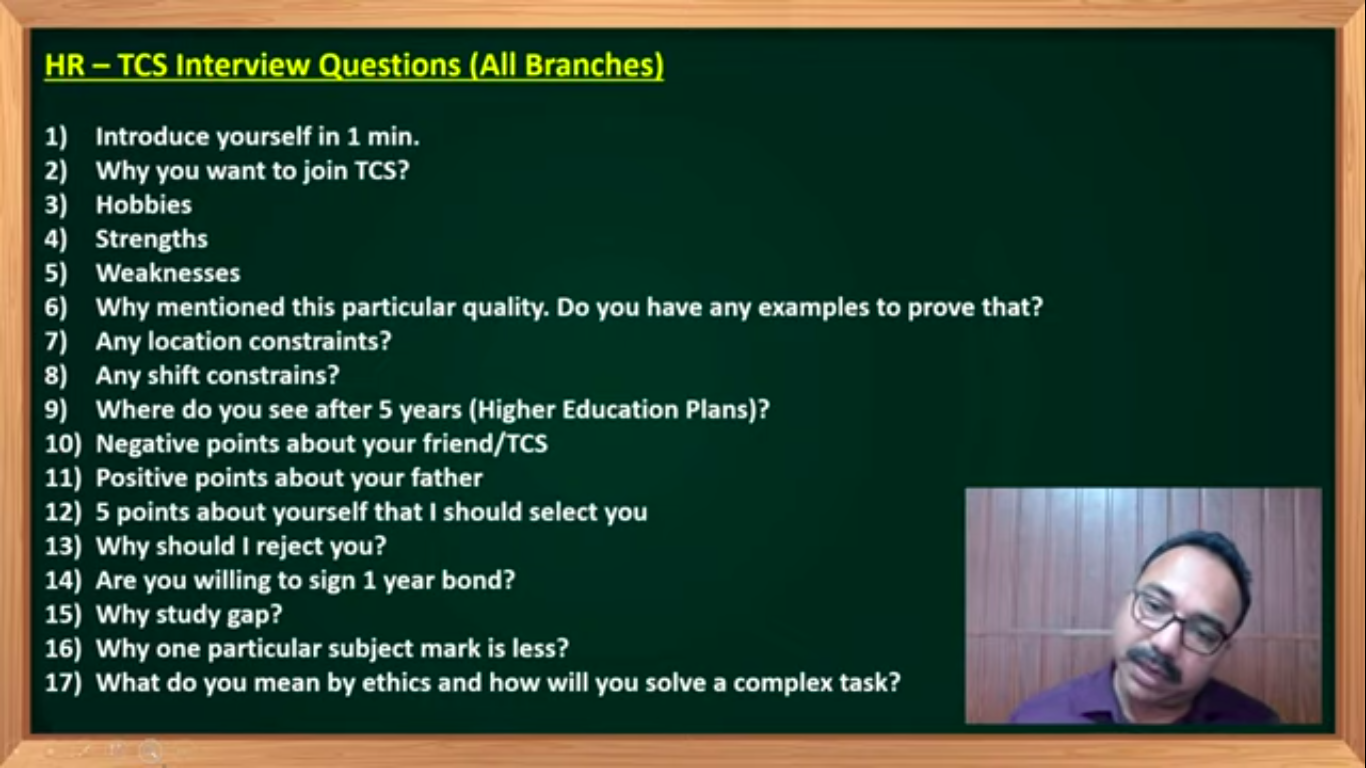 HR – TCS Interview Questions (All Branches)
1) Introduce yourself in 1 min.
2) Why you want to join TCS?
3) Hobbies
4) Strengths
5) Weaknesses
6) Why mentioned this particular quality. Do you have any examples to prove that?
7) Any location constraints?
8) Any shift constrains?
9) Where do you see after 5 years (Higher Education Plans)?
10) Negative points about your friend/TCS
11) Positive points about your father
12) 5 points about yourself that I should select you
13) Why should I reject you?
14) Are you willing to sign 1 year bond?
15) Why study gap?
16) Why one particular subject mark is less?
17) What do you mean by ethics and how will you solve a complex task?